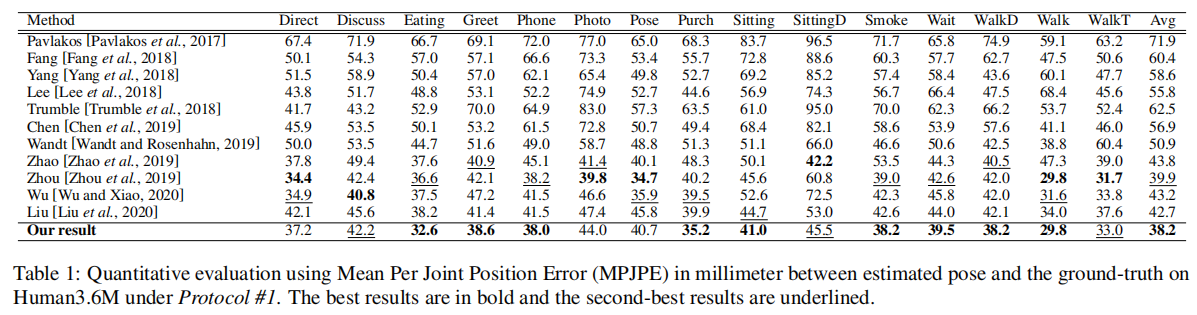 Method Direct Discuss Eating Greet Phone Photo Pose Purch Sitting SittingD Smoke Wait WalkD Walk WalkT Avg
Pavlakos [Pavlakos et al., 2017] 67.4 71.9 66.7 69.1 72.0 77.0 65.0 68.3 83.7 96.5 71.7 65.8 74.9 59.1 63.2 71.9
Fang [Fang et al., 2018] 50.1 54.3 57.0 57.1 66.6 73.3 53.4 55.7 72.8 88.6 60.3 57.7 62.7 47.5 50.6 60.4
Yang [Yang et al., 2018] 51.5 58.9 50.4 57.0 62.1 65.4 49.8 52.7 69.2 85.2 57.4 58.4 43.6 60.1 47.7 58.6
Lee [Lee et al., 2018] 43.8 51.7 48.8 53.1 52.2 74.9 52.7 44.6 56.9 74.3 56.7 66.4 47.5 68.4 45.6 55.8
Trumble [Trumble et al., 2018] 41.7 43.2 52.9 70.0 64.9 83.0 57.3 63.5 61.0 95.0 70.0 62.3 66.2 53.7 52.4 62.5
Chen [Chen et al., 2019] 45.9 53.5 50.1 53.2 61.5 72.8 50.7 49.4 68.4 82.1 58.6 53.9 57.6 41.1 46.0 56.9
Wandt [Wandt and Rosenhahn, 2019] 50.0 53.5 44.7 51.6 49.0 58.7 48.8 51.3 51.1 66.0 46.6 50.6 42.5 38.8 60.4 50.9
Zhao [Zhao et al., 2019] 37.8 49.4 37.6 40.9 45.1 41.4 40.1 48.3 50.1 42.2 53.5 44.3 40.5 47.3 39.0 43.8
Zhou [Zhou et al., 2019] 34.4 42.4 36.6 42.1 38.2 39.8 34.7 40.2 45.6 60.8 39.0 42.6 42.0 29.8 31.7 39.9
Wu [Wu and Xiao, 2020] 34.9 40.8 37.5 47.2 41.5 46.6 35.9 39.5 52.6 72.5 42.3 45.8 42.0 31.6 33.8 43.2
Liu [Liu et al., 2020] 42.1 45.6 38.2 41.4 41.5 47.4 45.8 39.9 44.7 53.0 42.6 44.0 42.1 34.0 37.6 42.7
Our result 37.2 42.2 32.6 38.6 38.0 44.0 40.7 35.2 41.0 45.5 38.2 39.5 38.2 29.8 33.0 38.2
Table 1: Quantitative evaluation using Mean Per Joint Position Error (MPJPE) in millimeter between estimated pose and the ground-truth on
Human3.6M under Protocol #1. The best results are in bold and the second-best results are underlined.